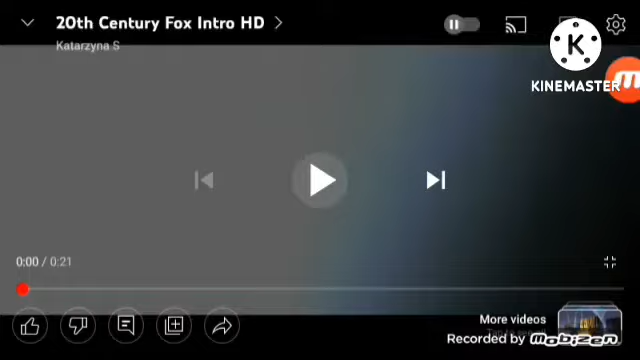 20th Century Fox Intro HD
Katarzyna S
K
KINEMASTER
m
0:00 / 0:21
More videos
Recorded by Mobizen